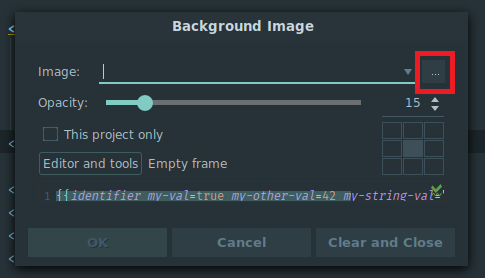 Background Image
Image:
...
Opacity:
15
This project only
Editor and tools
Empty frame
1 {{identifier my-val=true my-other-val=42 my-string-val=
OK
Cancel
Clear and Close